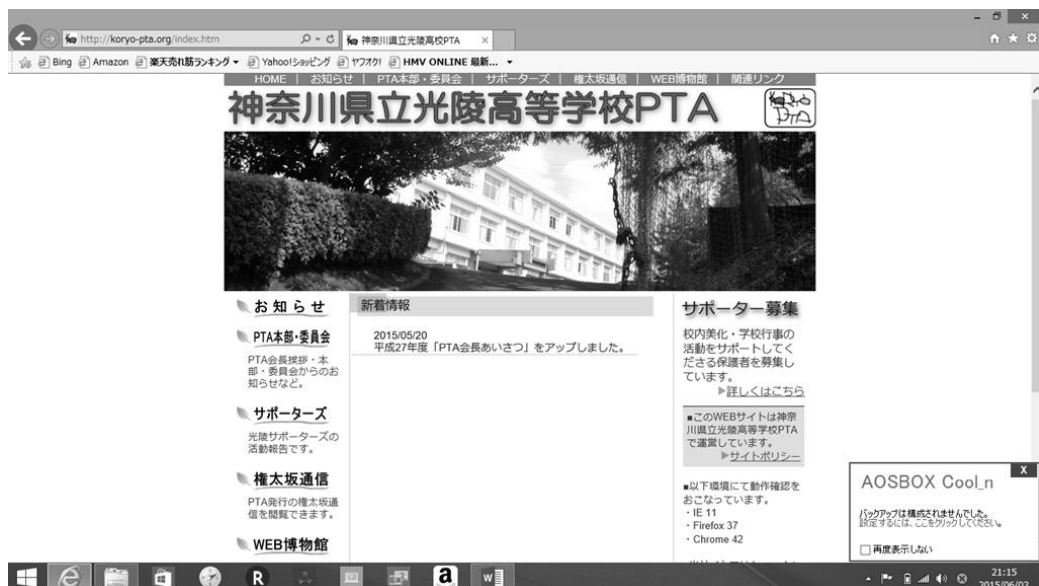 http://koryo-pta.org/index.htm
神奈川県立光陵高校PTA
Bing
Amazon
楽天売れ筋ランキング
Yahoo!ショッピング
ヤフオク!
HMV ONLINE 最新...
HOME | お知らせ | PTA本部・委員会 | サポーターズ | 権太坂通信 | WEB博物館 | 関連リンク
神奈川県立光陵高等学校PTA
お知らせ
PTA本部・委員会
PTA会長挨拶・本
部・委員会からのお
知らせなど。
サポーターズ
光陵サポーターズの
活動報告です。
権太坂通信
PTA発行の権太坂通
信を閲覧できます。
WEB博物館
新着情報
2015/05/20
平成27年度「PTA会長あいさつ」をアップしました。
サポーター募集
校内美化・学校行事の
活動をサポートしてく
ださる保護者を募集し
ています。
▶詳しくはこちら
■このWEBサイトは神奈
川県立光陵高等学校PTA
で運営しています。
▶サイトポリシー
■以下環境にて動作確認を
おこなっています。
・IE 11
・Firefox 37
・Chrome 42
AOSBOX Cool_n
バックアップは構成されませんでした。
設定するには、ここをクリックしてください。
再度表示しない
21:15
2015/06/03